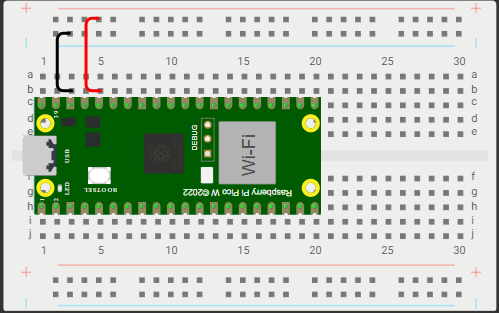 + +
1 5 10 15 20 25 30
a a
b b
c c
d d
e e
DEBUG
USB
Wi-Fi
LED
BOOTSEL
Raspberry Pi Pico W ©2022
f f
g g
h h
i i
j j
1 5 10 15 20 25 30
+ +